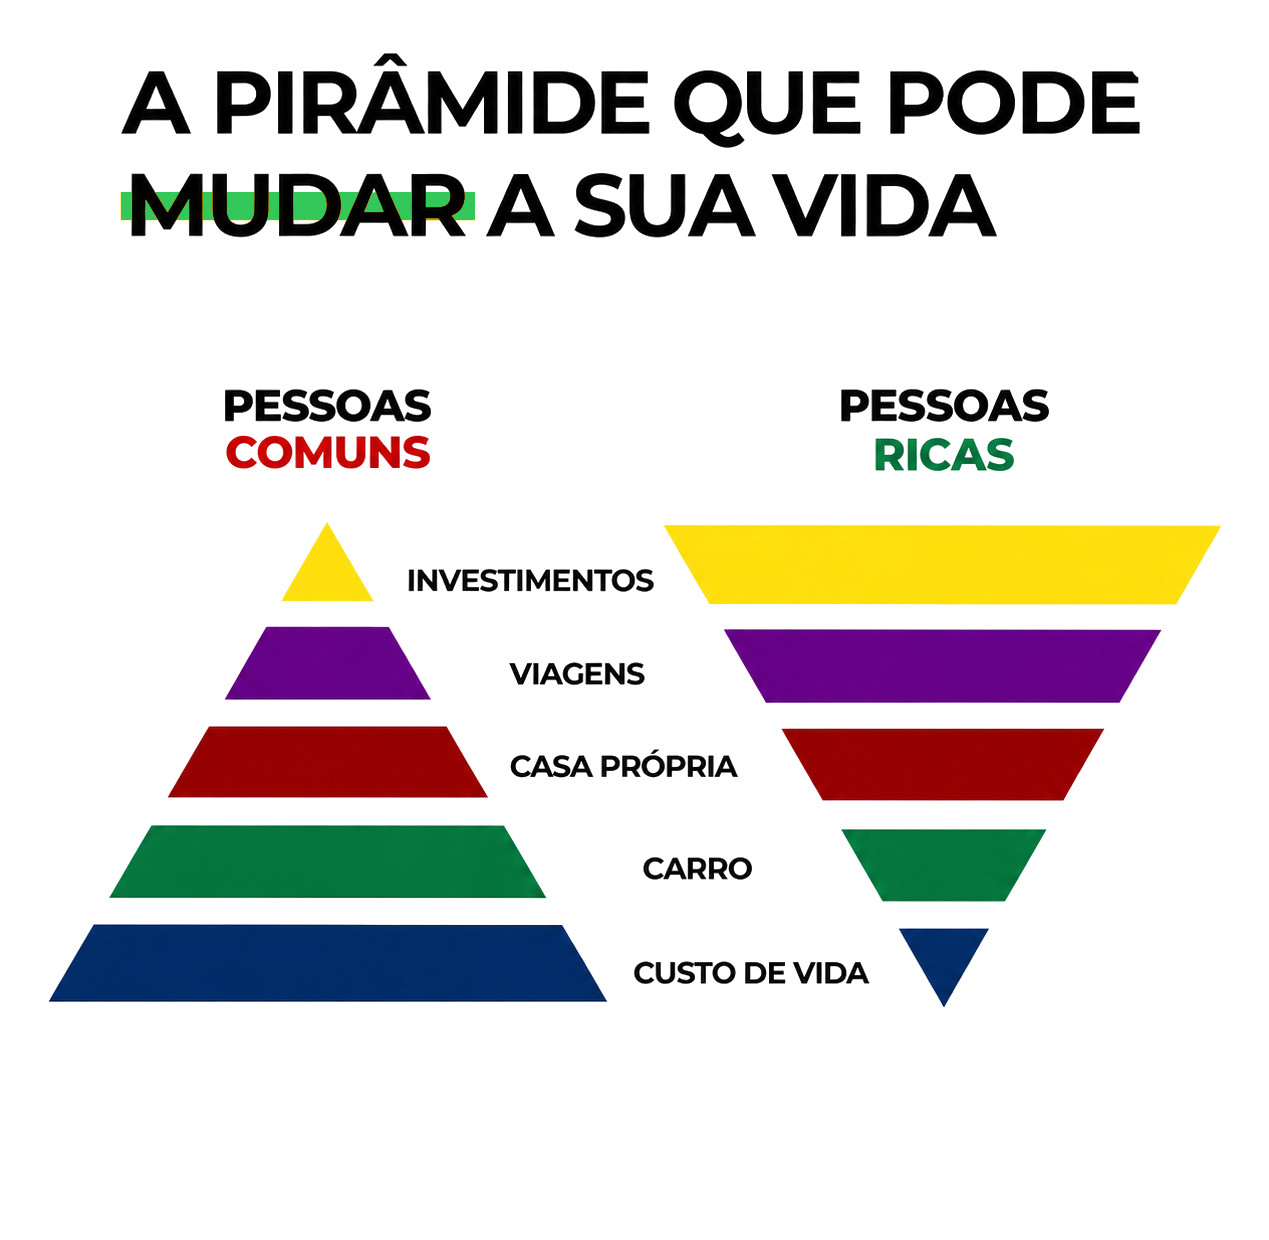 A PIRÂMIDE QUE PODE
MUDAR A SUA VIDA
PESSOAS
COMUNS
PESSOAS
RICAS
INVESTIMENTOS
VIAGENS
CASA PRÓPRIA
CARRO
CUSTO DE VIDA